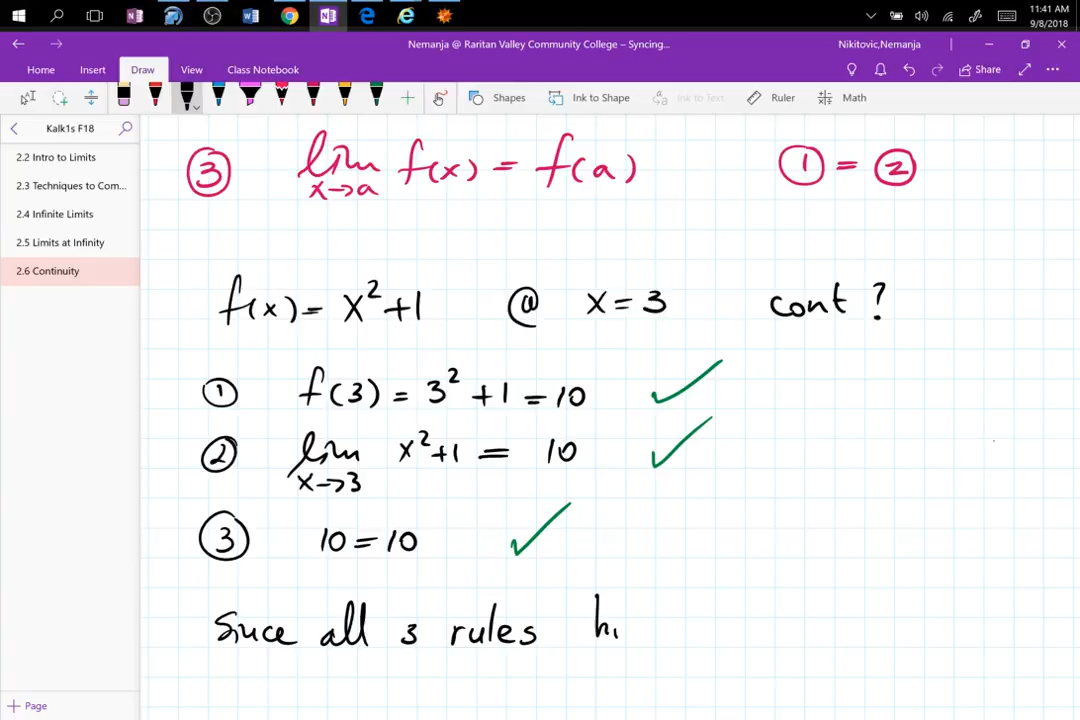 11:41 AM
9/8/2018
Nemanja @ Raritan Valley Community College – Syncing...
Nikitovic,Nemanja
Home Insert Draw View Class Notebook Share
Shapes Ink to Shape Ink to Text Ruler Math
Kalk1s F18
2.2 Intro to Limits
2.3 Techniques to Com...
2.4 Infinite Limits
2.5 Limits at Infinity
2.6 Continuity
+ Page
③ lim x→a f(x) = f(a) ① = ②
f(x) = x²+1 @ x = 3 cont ?
① f(3) = 3² + 1 = 10 ✓
② lim x→3 x²+1 = 10 ✓
③ 10 = 10 ✓
Since all 3 rules